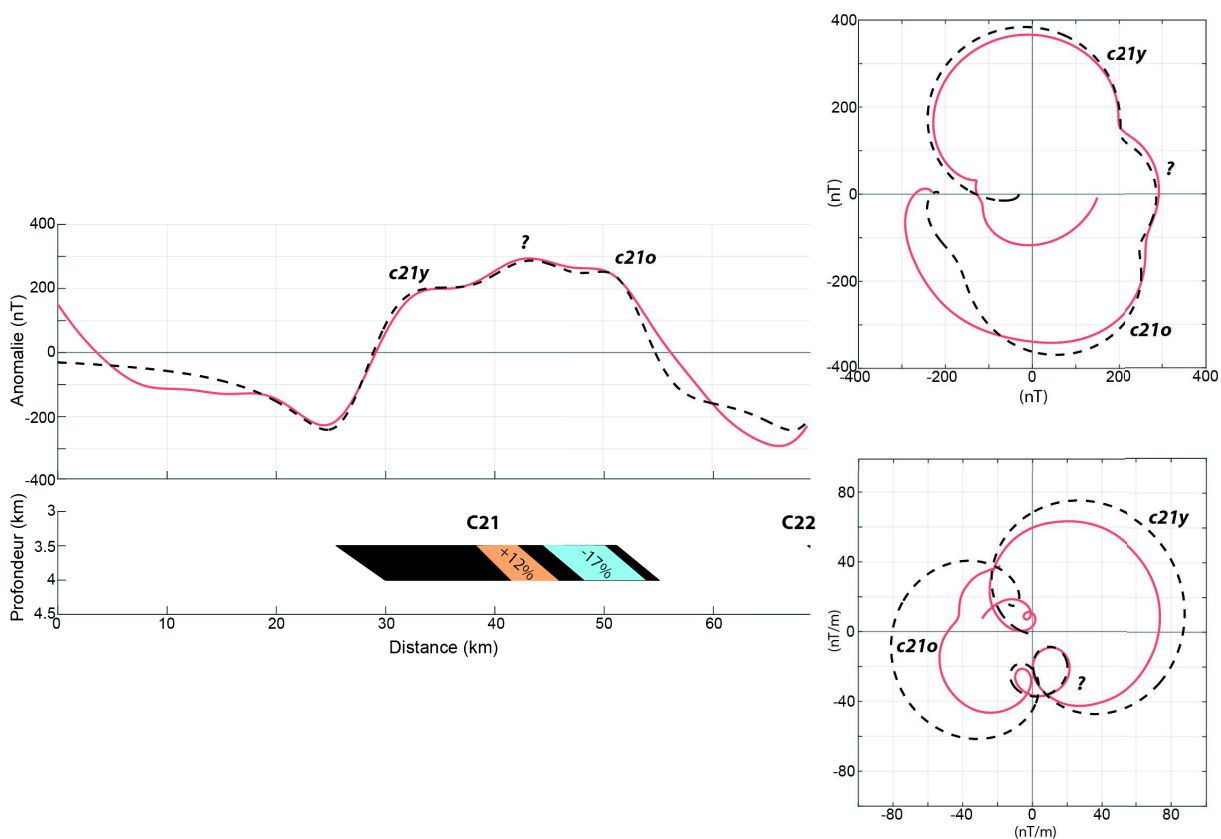 400
200
0
-200
-400
Anomalie (nT)
c21y
?
c21o
3
3.5
4
4.5
Profondeur (km)
C21
C22
+12%
-17%
0
10
20
30
40
50
60
Distance (km)
400
200
0
-200
-400
(nT)
c21y
?
c21o
-400
-200
0
200
400
(nT)
80
40
0
-40
-80
(nT/m)
c21y
c21o
?
-80
-40
0
40
80
(nT/m)